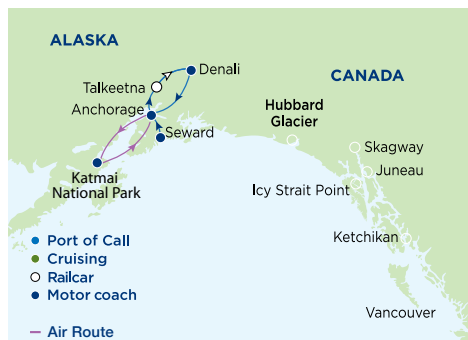 ALASKA
Denali
Talkeetna
CANADA
Anchorage
Hubbard
Glacier
Seward
Skagway
Katmai
National Park
Juneau
Icy Strait Point
Port of Call
Ketchikan
Cruising
Railcar
Motor coach
Vancouver
Air Route